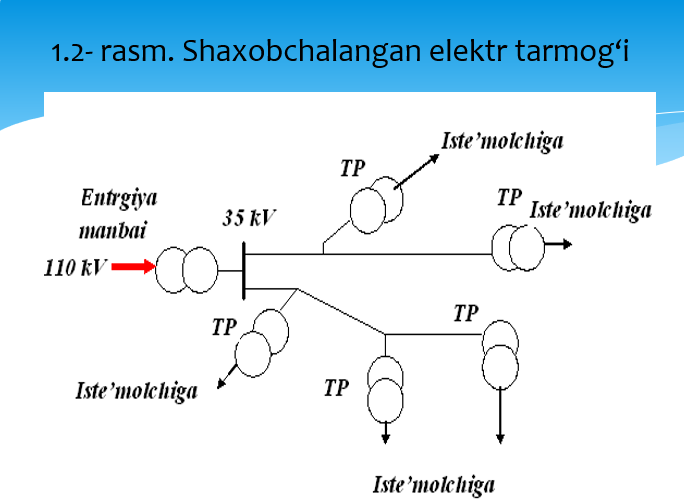 1.2- rasm. Shaxobchalangan elektr tarmog‘i
Iste’molchiga
TP
Entrgiya
manbai
35 kV
TP
Iste’molchiga
110 kV
TP
TP
Iste’molchiga
TP
Iste’molchiga